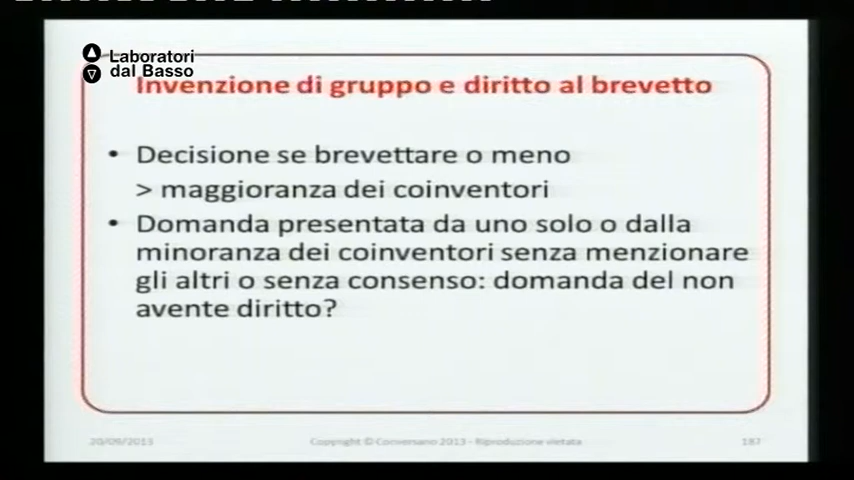 Laboratori
dal Basso
Invenzione di gruppo e diritto al brevetto
• Decisione se brevettare o meno
> maggioranza dei coinventori
• Domanda presentata da uno solo o dalla
minoranza dei coinventori senza menzionare
gli altri o senza consenso: domanda del non
avente diritto?
20/09/2013
Copyright © Conversano 2013 - Riproduzione vietata
187